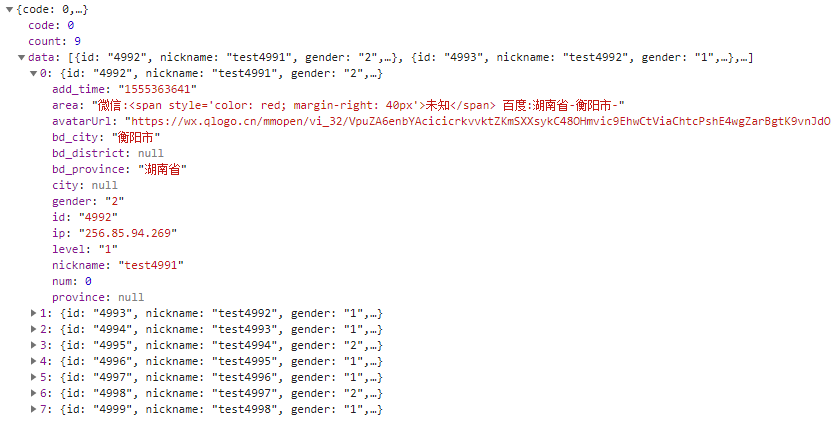 {code: 0,…}
code: 0
count: 9
data: [{id: "4992", nickname: "test4991", gender: "2",…}, {id: "4993", nickname: "test4992", gender: "1",…},…]
0: {id: "4992", nickname: "test4991", gender: "2",…}
add_time: "1555363641"
area: "微信:<span style='color: red; margin-right: 40px'>未知</span> 百度:湖南省-衡阳市-"
avatarUrl: "https://wx.qlogo.cn/mmopen/vi_32/VpuZA6enbYAcicicrkvvktZKmSXXsykC48OHmvic9EhwCtViaChtcPshE4wgZarBgtK9vnJdO
bd_city: "衡阳市"
bd_district: null
bd_province: "湖南省"
city: null
gender: "2"
id: "4992"
ip: "256.85.94.269"
level: "1"
nickname: "test4991"
num: 0
province: null
1: {id: "4993", nickname: "test4992", gender: "1",…}
2: {id: "4994", nickname: "test4993", gender: "1",…}
3: {id: "4995", nickname: "test4994", gender: "2",…}
4: {id: "4996", nickname: "test4995", gender: "1",…}
5: {id: "4997", nickname: "test4996", gender: "1",…}
6: {id: "4998", nickname: "test4997", gender: "2",…}
7: {id: "4999", nickname: "test4998", gender: "1",…}